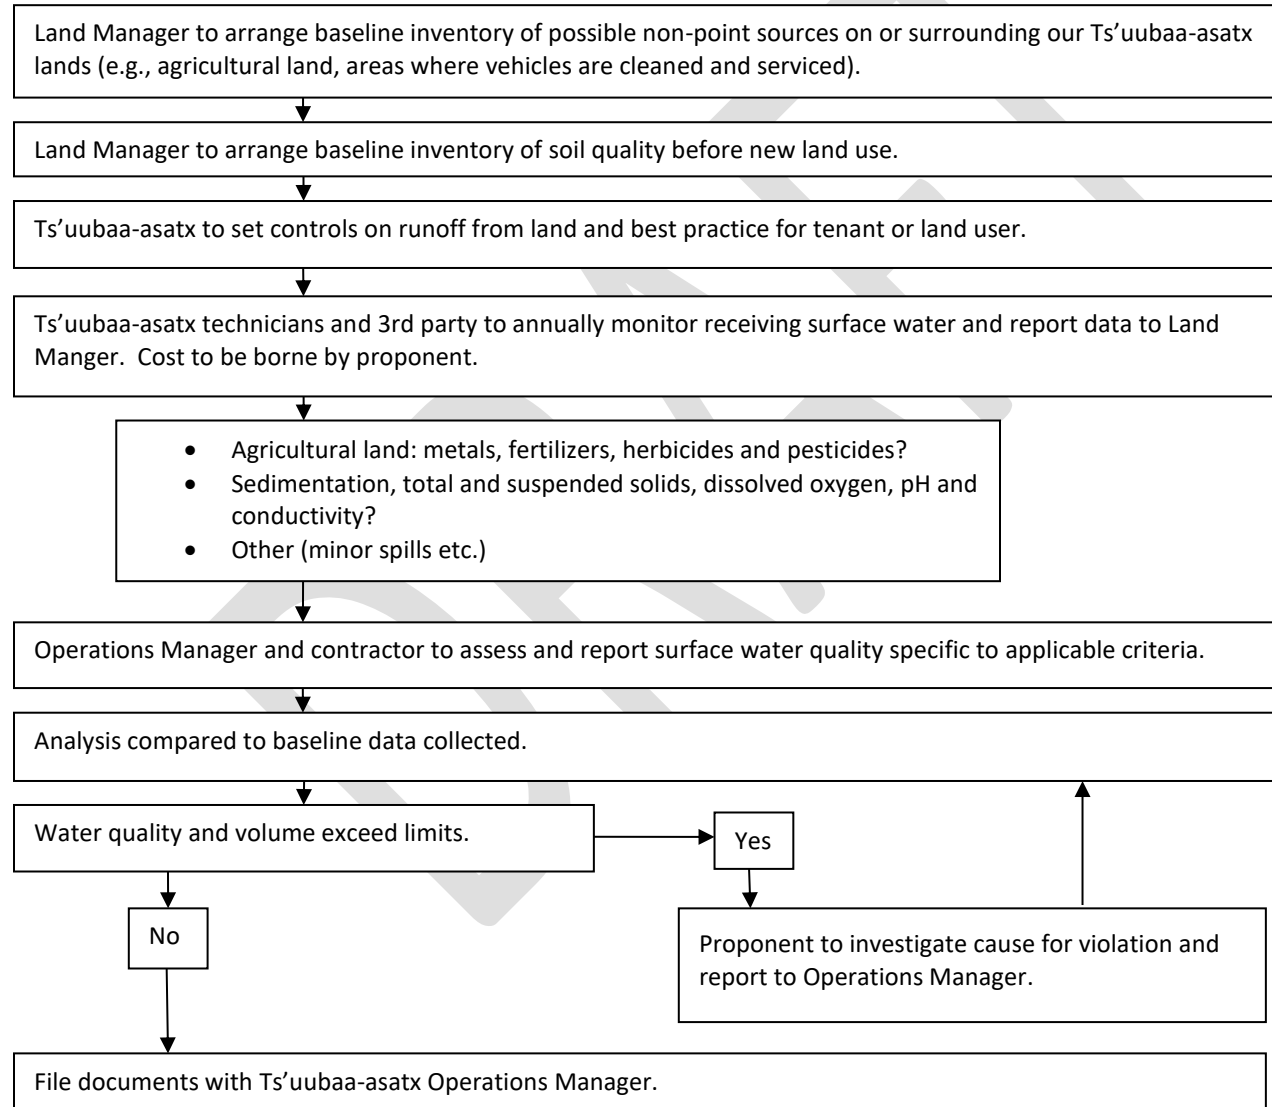 Land Manager to arrange baseline inventory of possible non-point sources on or surrounding our Ts’uubaa-asatx
lands (e.g., agricultural land, areas where vehicles are cleaned and serviced).
Land Manager to arrange baseline inventory of soil quality before new land use.
Ts’uubaa-asatx to set controls on runoff from land and best practice for tenant or land user.
Ts’uubaa-asatx technicians and 3rd party to annually monitor receiving surface water and report data to Land
Manger.  Cost to be borne by proponent.
• Agricultural land: metals, fertilizers, herbicides and pesticides?
• Sedimentation, total and suspended solids, dissolved oxygen, pH and
conductivity?
• Other (minor spills etc.)
Operations Manager and contractor to assess and report surface water quality specific to applicable criteria.
Analysis compared to baseline data collected.
Water quality and volume exceed limits.
Yes
No
Proponent to investigate cause for violation and
report to Operations Manager.
File documents with Ts’uubaa-asatx Operations Manager.
DRAFT